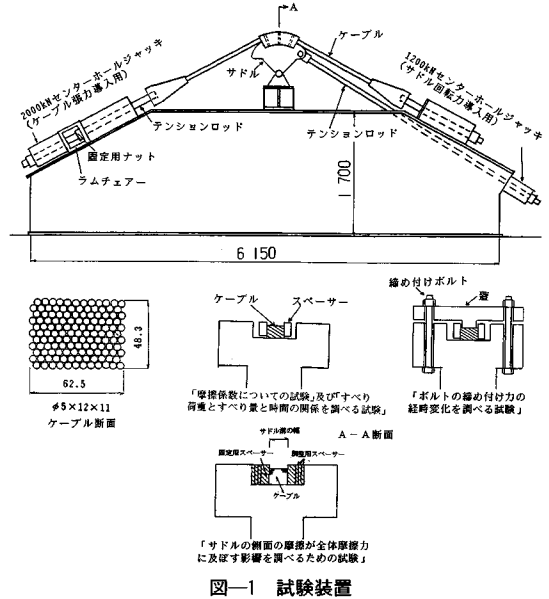 A
ケーブル
サドル
2000kNセンターホールジャッキ
(ケーブル張力導入用)
1200kNセンターホールジャッキ
(サドル回転力導入用)
テンションロッド
テンションロッド
固定用ナット
ラムチェアー
1 700
6 150
ケーブル
スペーサー
締め付けボルト
蓋
48.3
62.5
φ5×12×11
ケーブル断面
「摩擦係数についての試験」及び「すべり
荷重とすべり量と時間の関係を調べる試験」
「ボルトの締め付け力の
経時変化を調べる試験」
A-A断面
サドル溝の幅
固定用スペーサー
調整用スペーサー
ケーブル
「サドルの側面の摩擦が全体摩擦力
に及ぼす影響を調べるための試験」
図―1 試験装置